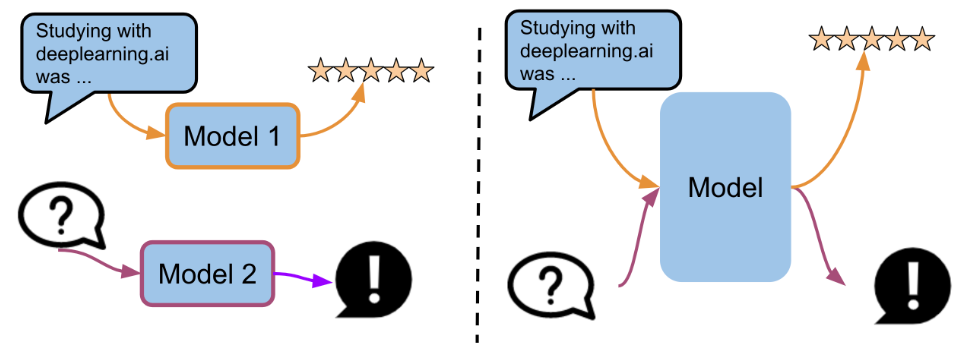 Studying with
deeplearning.ai
was ...
Model 1
?
Model 2
!
Studying with
deeplearning.ai
was ...
Model
?
!